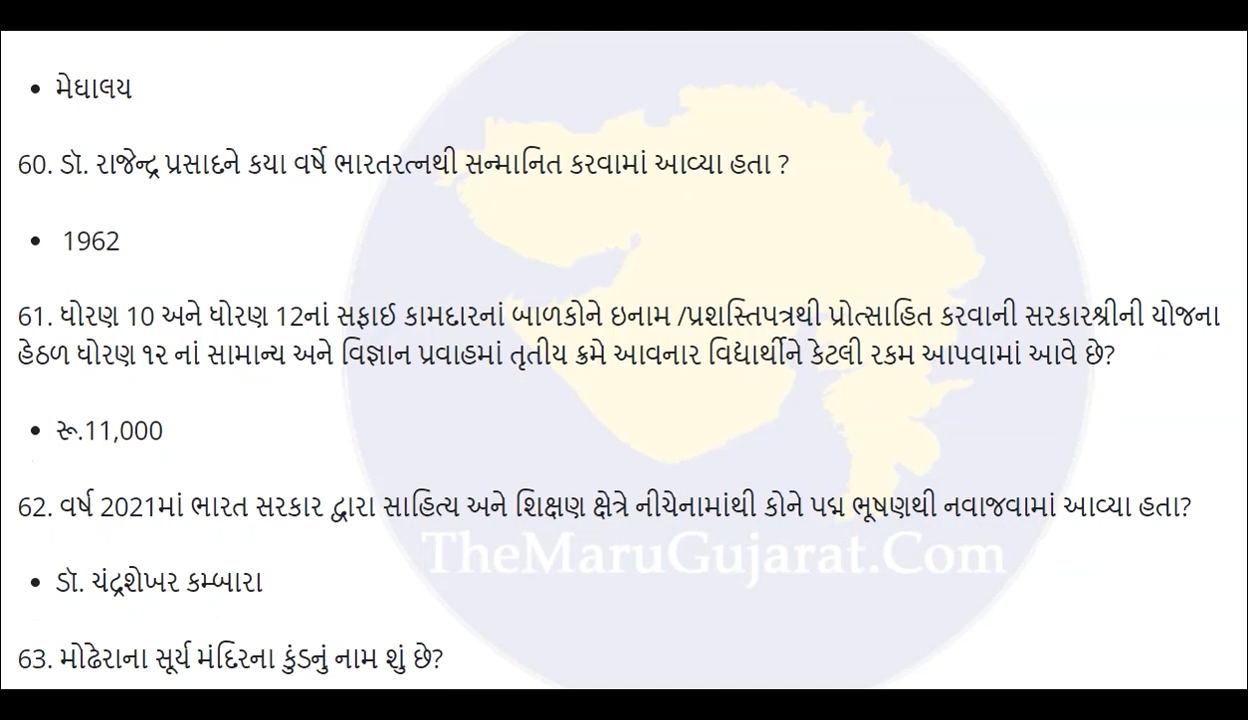 • મેઘાલય
60. ડૉ. રાજેન્દ્ર પ્રસાદને કયા વર્ષે ભારતરત્નથી સન્માનિત કરવામાં આવ્યા હતા ?
• 1962
61. ધોરણ 10 અને ધોરણ 12નાં સફાઈ કામદારનાં બાળકોને ઇનામ /પ્રશસ્તિપત્રથી પ્રોત્સાહિત કરવાની સરકારશ્રીની યોજના
હેઠળ ધોરણ ૧૨ નાં સામાન્ય અને વિજ્ઞાન પ્રવાહમાં તૃતીય ક્રમે આવનાર વિદ્યાર્થીને કેટલી રકમ આપવામાં આવે છે?
• રૂ.11,000
62. વર્ષ 2021માં ભારત સરકાર દ્વારા સાહિત્ય અને શિક્ષણ ક્ષેત્રે નીચેનામાંથી કોને પદ્મ ભૂષણથી નવાજવામાં આવ્યા હતા?
TheMaruGujarat.Com
• ડૉ. ચંદ્રશેખર કમ્બારા
63. મોઢેરાના સૂર્ય મંદિરના કુંડનું નામ શું છે?